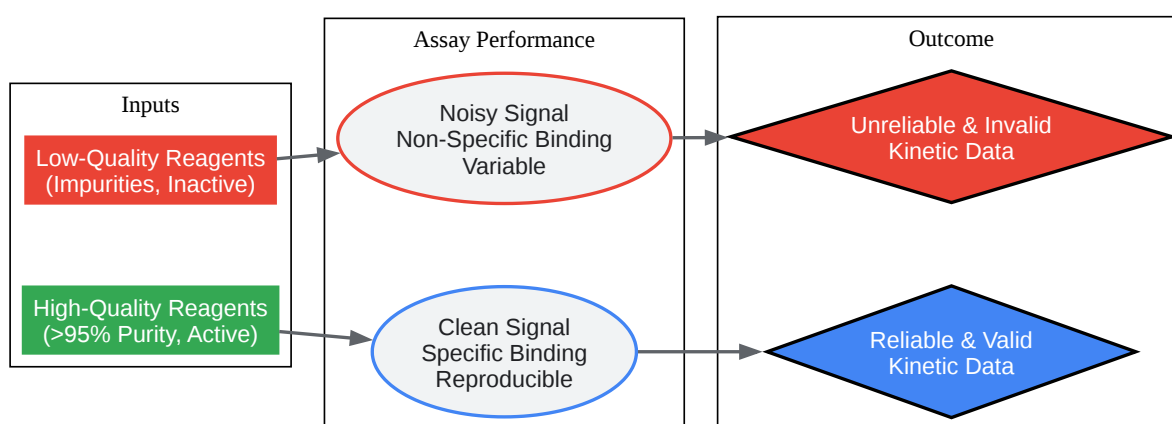 Inputs
Low-Quality Reagents
(Impurities, Inactive)
High-Quality Reagents
(>95% Purity, Active)
Assay Performance
Noisy Signal
Non-Specific Binding
Variable
Clean Signal
Specific Binding
Reproducible
Outcome
Unreliable & Invalid
Kinetic Data
Reliable & Valid
Kinetic Data